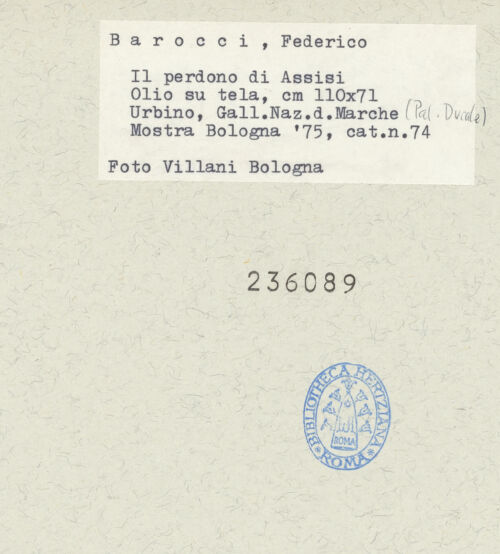 B a r o c c i , Federico
Il perdono di Assisi
Olio su tela, cm 110x71
Urbino, Gall.Naz.d.Marche (Pal. Ducale)
Mostra Bologna '75, cat.n.74
Foto Villani Bologna
236089
* BIBLIOTHECA HERTZIANA *
ROMA
ROMA